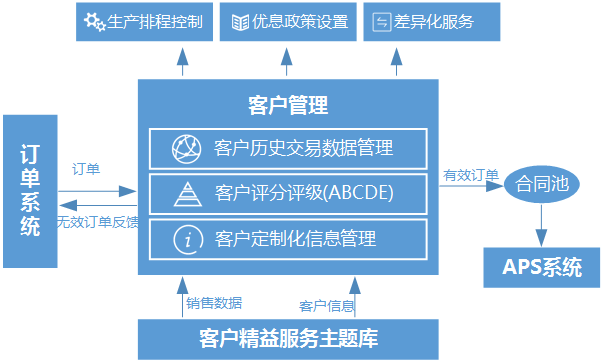 生产排程控制
优息政策设置
差异化服务
客户管理
客户历史交易数据管理
客户评分评级(ABCDE)
客户定制化信息管理
订单系统
订单
无效订单反馈
有效订单
合同池
APS系统
销售数据
客户信息
客户精益服务主题库